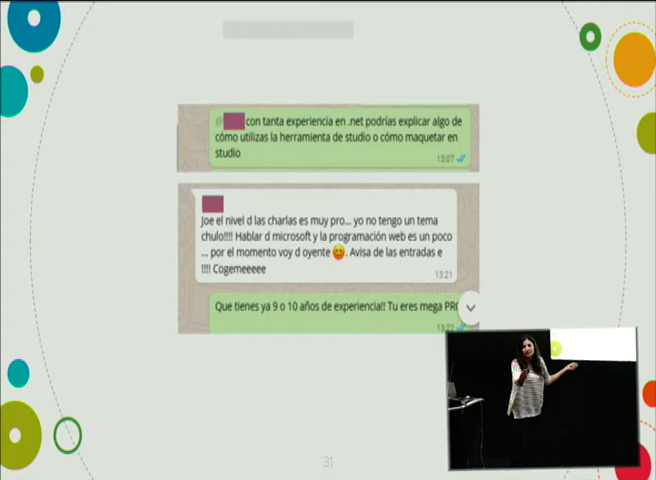 @ con tanta experiencia en .net podrías explicar algo de
cómo utilizas la herramienta de studio o cómo maquetar en
studio
13:07
Joe el nivel d las charlas es muy pro... yo no tengo un tema
chulo!!!! Hablar d microsoft y la programación web es un poco
... por el momento voy d oyente 😊. Avisa de las entradas e
!!!! Cogemeeeee
13:21
Que tienes ya 9 o 10 años de experiencia!! Tu eres mega PRO
13:22
31